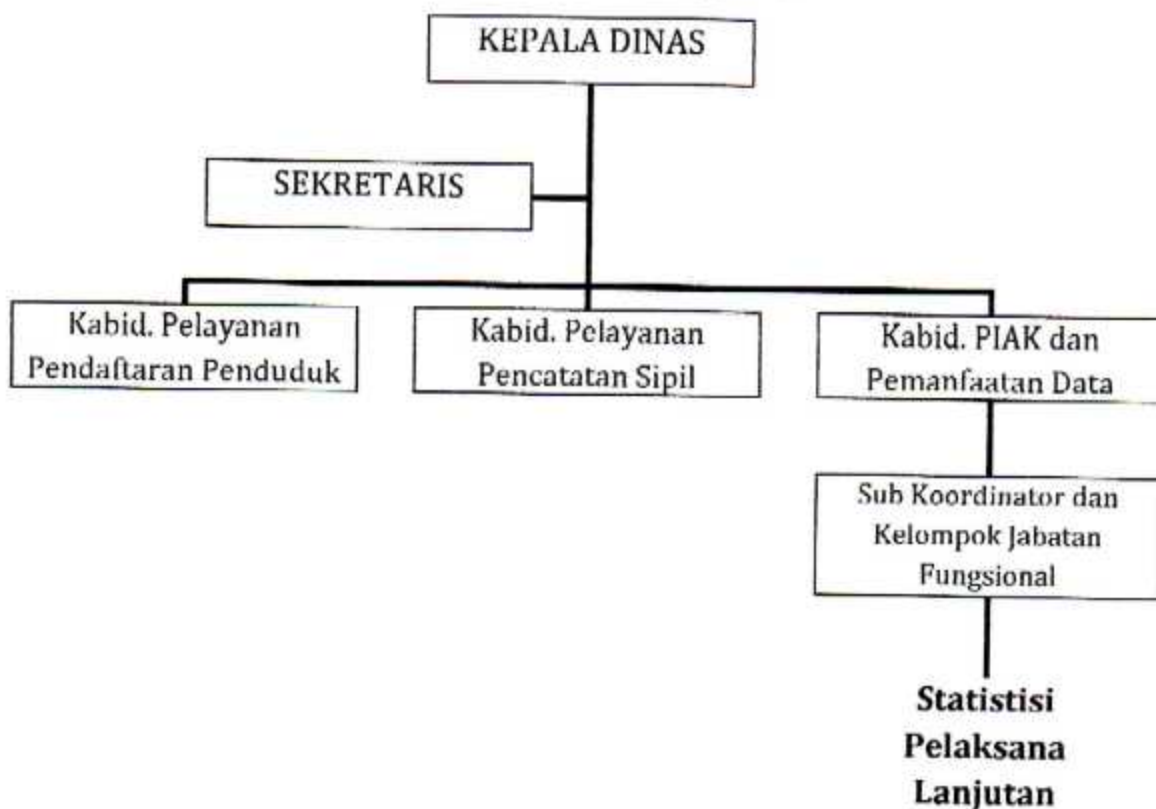 KEPALA DINAS
SEKRETARIS
Kabid. Pelayanan
Pendaftaran Penduduk
Kabid. Pelayanan
Pencatatan Sipil
Kabid. PIAK dan
Pemanfaatan Data
Sub Koordinator dan
Kelompok Jabatan
Fungsional
Statistisi
Pelaksana
Lanjutan